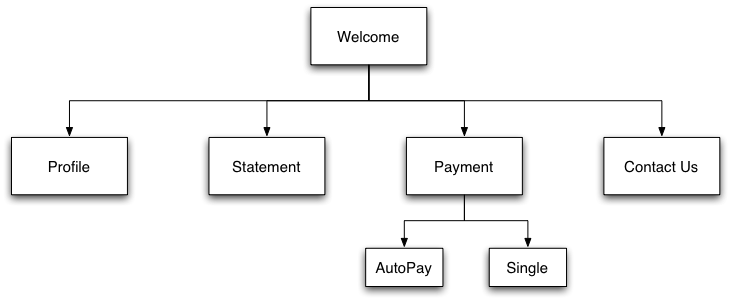 Welcome
Profile
Statement
Payment
Contact Us
AutoPay
Single